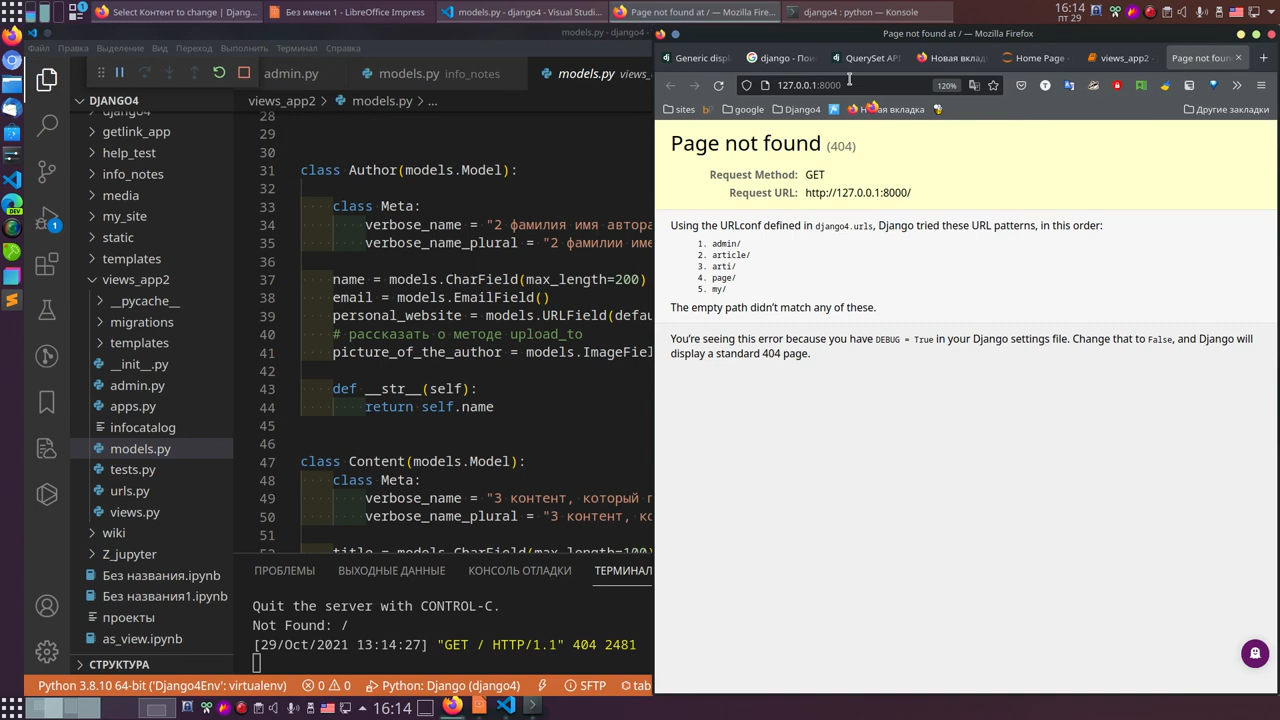 Select Контент to change | Djang
Без имени 1 - LibreOffice Impress
models.py - django4 - Visual Studi
Page not found at / — Mozilla Firef
django4 : python — Konsole
16:14
пт 29
models.py - django4
Page not found at / — Mozilla Firefox
Файл Правка Выделение Вид Переход Выполнить Терминал Справка
Generic displ
django - Пои
QuerySet AP
Новая вкладк
Home Page -
views_app2 -
Page not foun
admin.py
models.py info_notes
models.py views_
127.0.0.1:8000
120%
DJANGO4
views_app2 > models.py > ...
sites
google
Django4
вкладка
Другие закладки
django4
getlink_app
help_test
info_notes
media
my_site
static
templates
views_app2
__pycache__
migrations
templates
__init__.py
admin.py
apps.py
infocatalog
models.py
tests.py
urls.py
views.py
wiki
Z_jupyter
Без названия.ipynb
Без названия1.ipynb
проекты
as_view.ipynb
СТРУКТУРА
1
28
29
30
31 class Author(models.Model):
32
33 class Meta:
34 verbose_name = "2 фамилия имя автора
35 verbose_name_plural = "2 фамилии име
36
37 name = models.CharField(max_length=200)
38 email = models.EmailField()
39 personal_website = models.URLField(defau
40 # рассказать о методе upload_to
41 picture_of_the_author = models.ImageFiel
42
43 def __str__(self):
44 return self.name
45
46
47 class Content(models.Model):
48 class Meta:
49 verbose_name = "3 контент, который п
50 verbose_name_plural = "3 контент, ко
51
52 title = models.CharField(max_length=100)
ПРОБЛЕМЫ ВЫХОДНЫЕ ДАННЫЕ КОНСОЛЬ ОТЛАДКИ ТЕРМИНАЛ
Quit the server with CONTROL-C.
Not Found: /
[29/Oct/2021 13:14:27] "GET / HTTP/1.1" 404 2481
Page not found (404)
Request Method: GET
Request URL: http://127.0.0.1:8000/
Using the URLconf defined in django4.urls, Django tried these URL patterns, in this order:
1. admin/
2. article/
3. arti/
4. page/
5. my/
The empty path didn’t match any of these.
You’re seeing this error because you have DEBUG = True in your Django settings file. Change that to False, and Django will
display a standard 404 page.
Python 3.8.10 64-bit ('Django4Env': virtualenv) 0 0 Python: Django (django4) SFTP tab
16:14